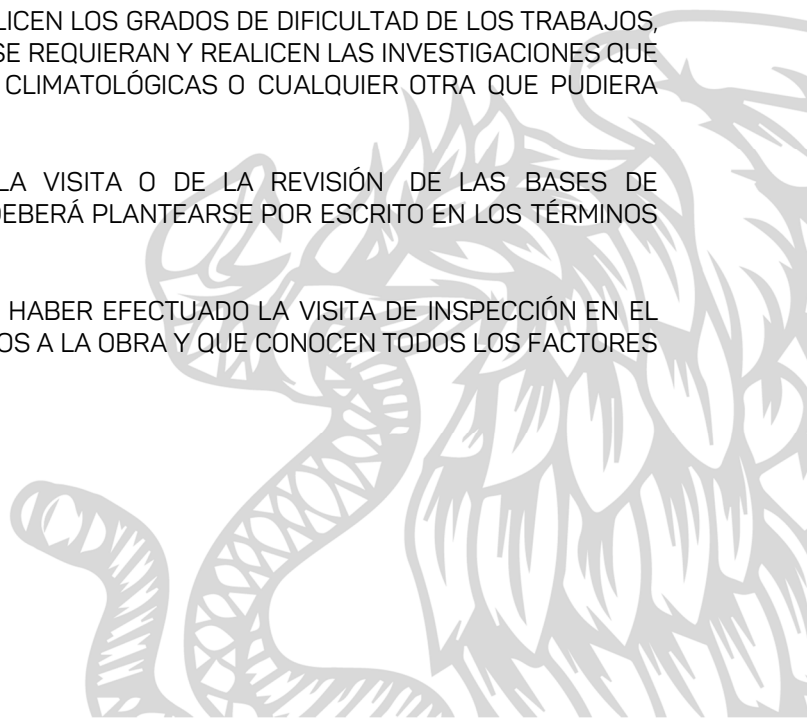 LICEN LOS GRADOS DE DIFICULTAD DE LOS TRABAJOS,
SE REQUIERAN Y REALICEN LAS INVESTIGACIONES QUE
CLIMATOLÓGICAS O CUALQUIER OTRA QUE PUDIERA
LA VISITA O DE LA REVISIÓN DE LAS BASES DE
DEBERÁ PLANTEARSE POR ESCRITO EN LOS TÉRMINOS
HABER EFECTUADO LA VISITA DE INSPECCIÓN EN EL
OS A LA OBRA Y QUE CONOCEN TODOS LOS FACTORES